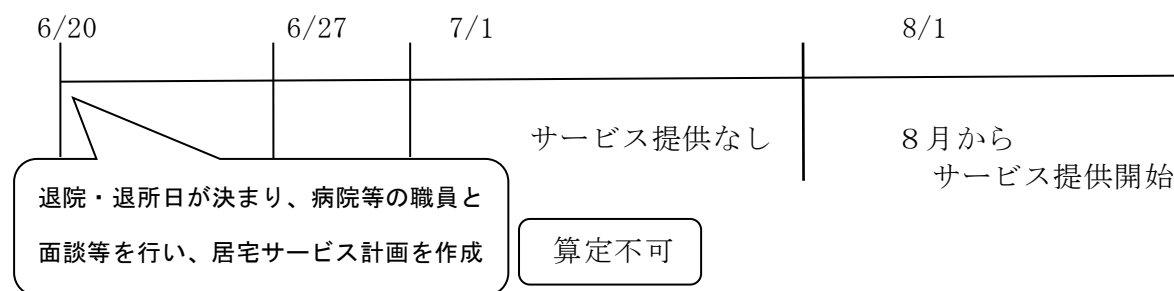 6/20 6/27 7/1 8/1
サービス提供なし 8月から
サービス提供開始
退院・退所日が決まり、病院等の職員と
面談等を行い、居宅サービス計画を作成
算定不可